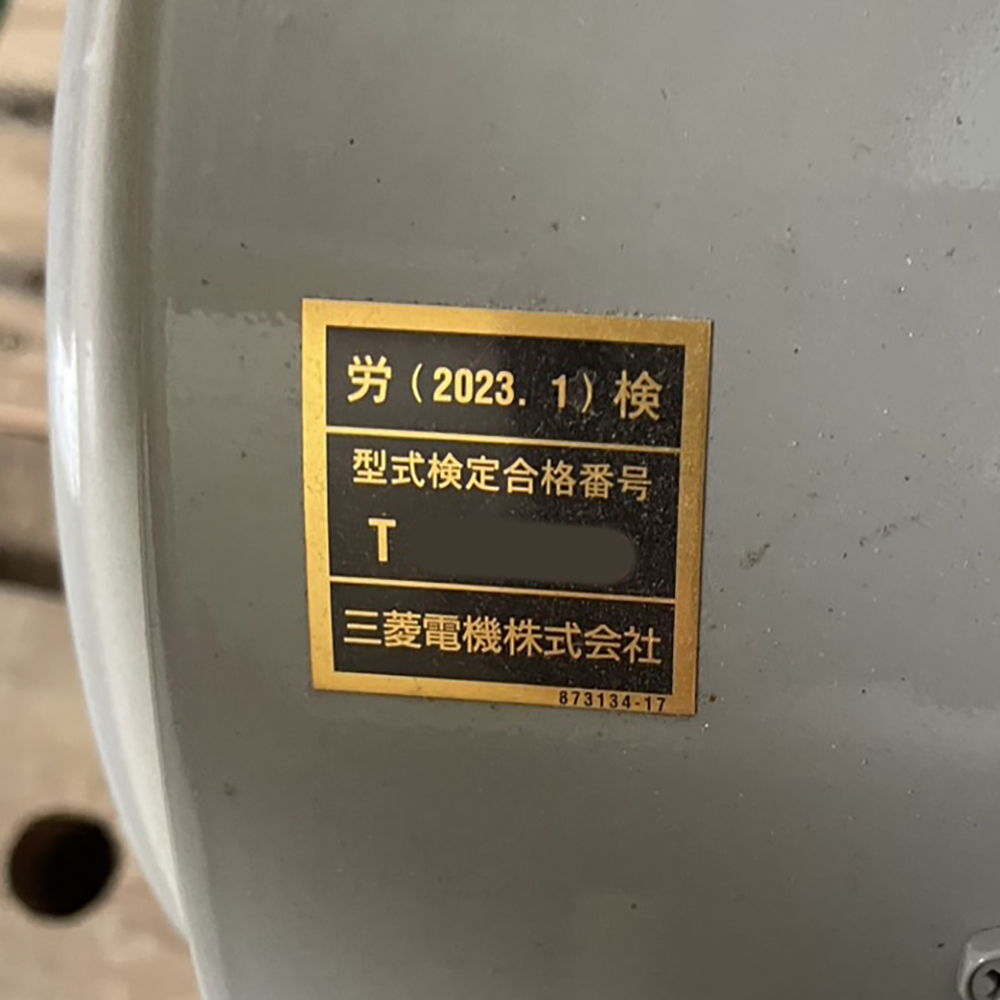 労（2023. 1）検
型式検定合格番号
T
三菱電機株式会社
873134-17